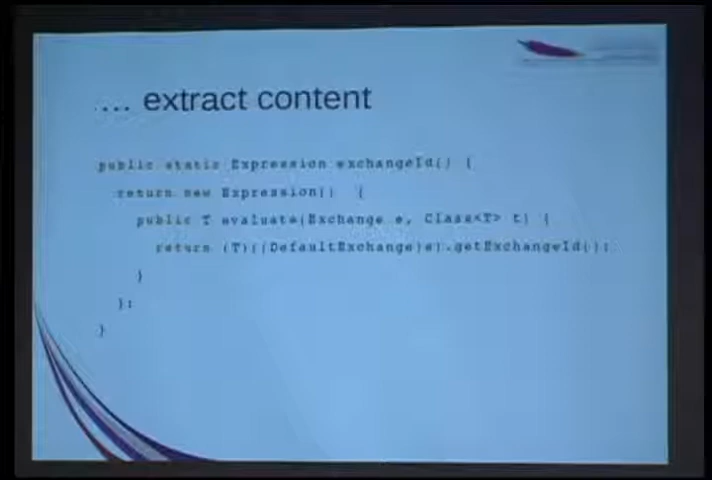 ... extract content
public static Expression exchangeId() {
return new Expression() {
public T evaluate(Exchange e, Class<T> t) {
return (T)((DefaultExchange)e).getExchangeId();
}
};
}